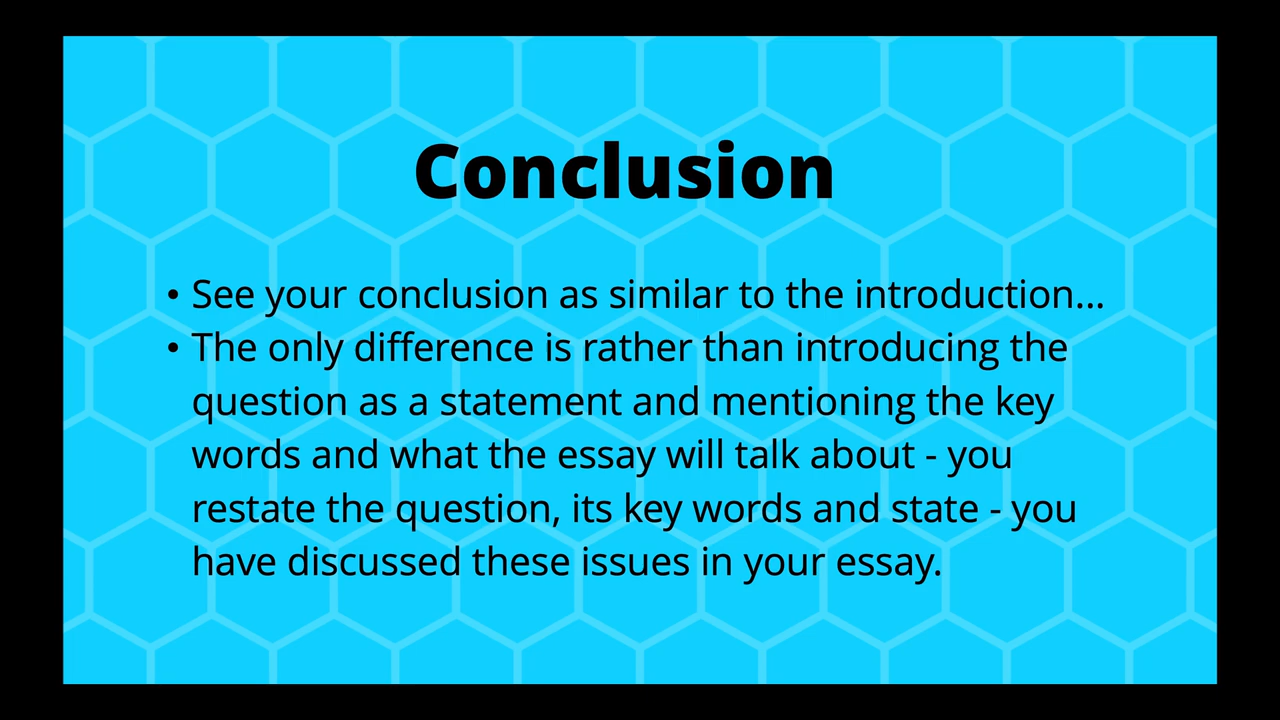 Conclusion
• See your conclusion as similar to the introduction...
• The only difference is rather than introducing the
question as a statement and mentioning the key
words and what the essay will talk about - you
restate the question, its key words and state - you
have discussed these issues in your essay.